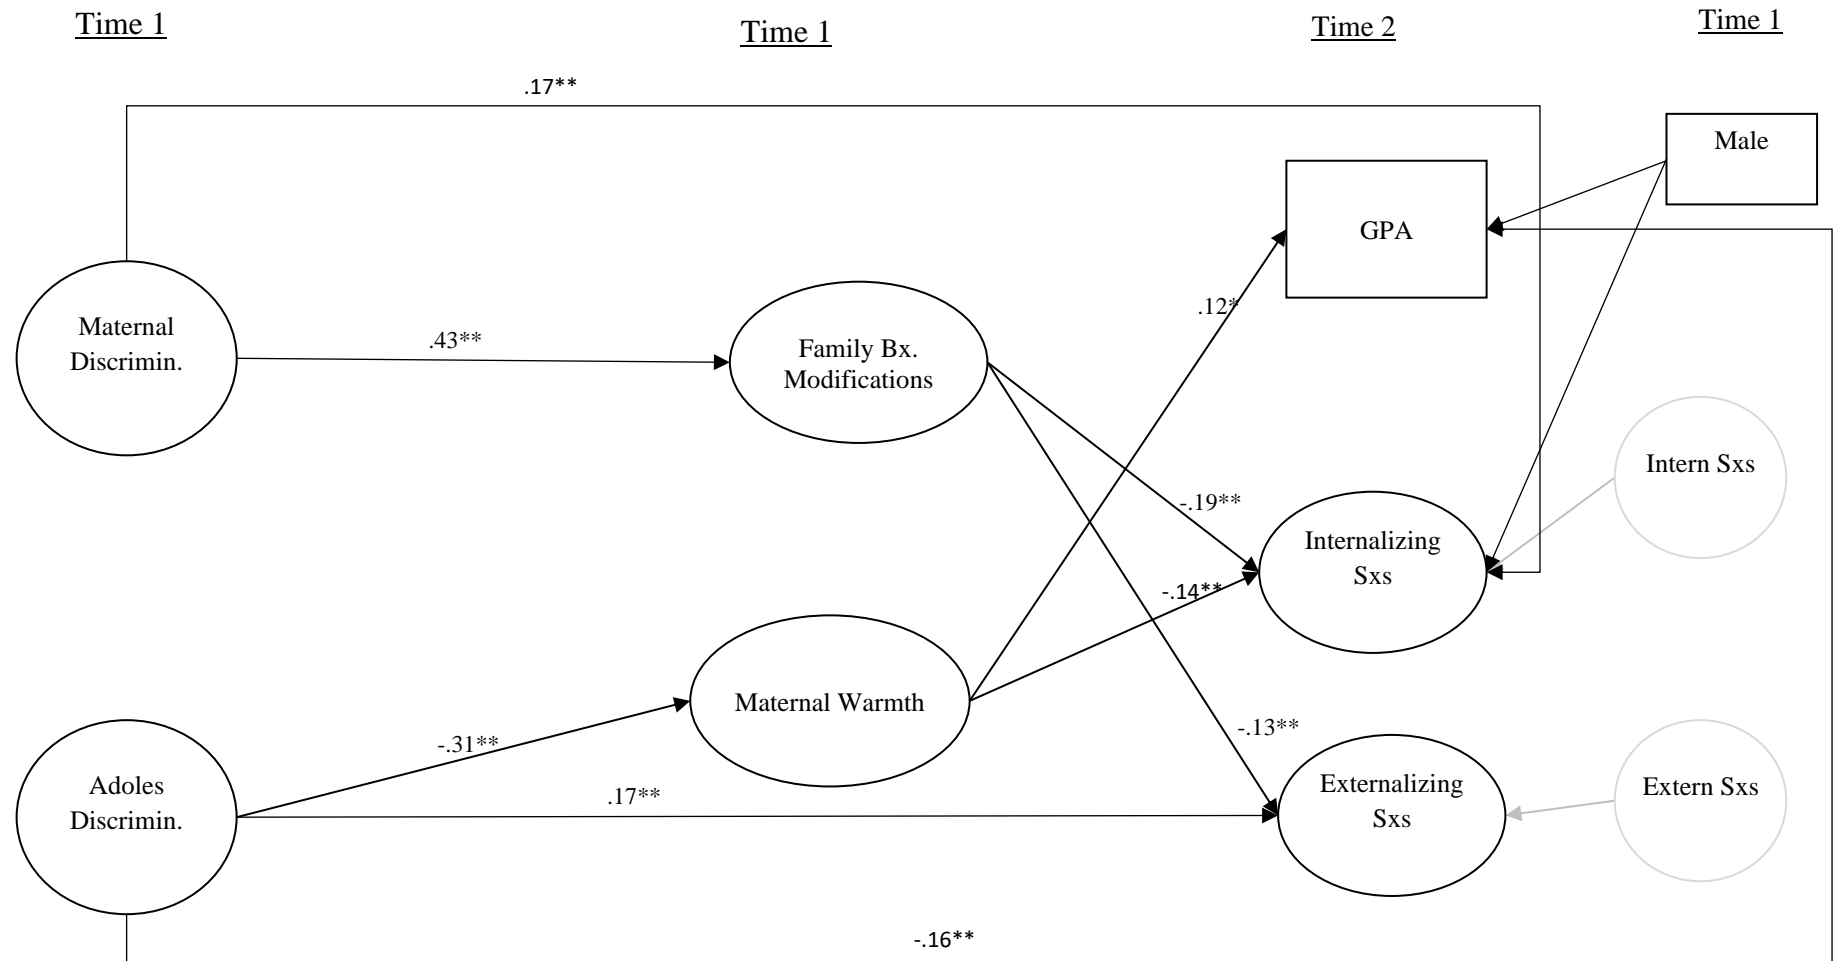 Time 1
Time 1
Time 2
Time 1
.17**
Male
GPA
.12*
Maternal
Discrimin.
.43**
Family Bx.
Modifications
Intern Sxs
-.19**
Internalizing
Sxs
-.14**
Maternal Warmth
-.31**
-.13**
Adoles
Discrimin.
.17**
Externalizing
Sxs
Extern Sxs
-.16**